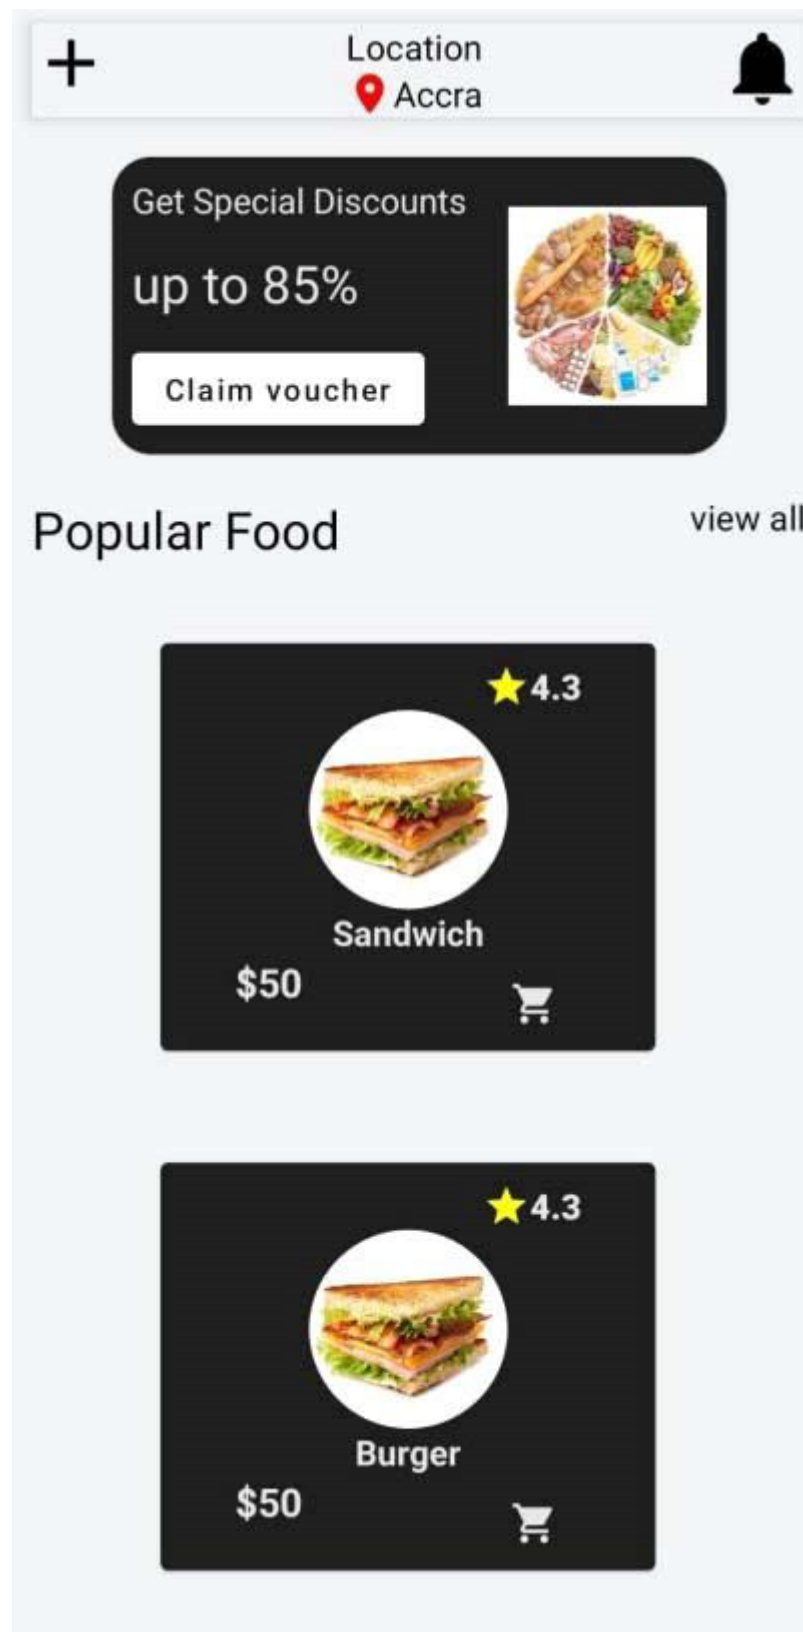 Location
Accra
Get Special Discounts
up to 85%
Claim voucher
Popular Food
view all
4.3
Sandwich
$50
4.3
Burger
$50